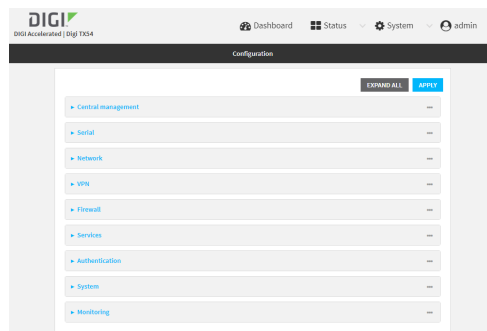 DIGI
Dashboard Status System admin
DIGI Accelerated | Digi TX54
Configuration
EXPAND ALL APPLY
Central management
Serial
Network
VPN
Firewall
Services
Authentication
System
Monitoring